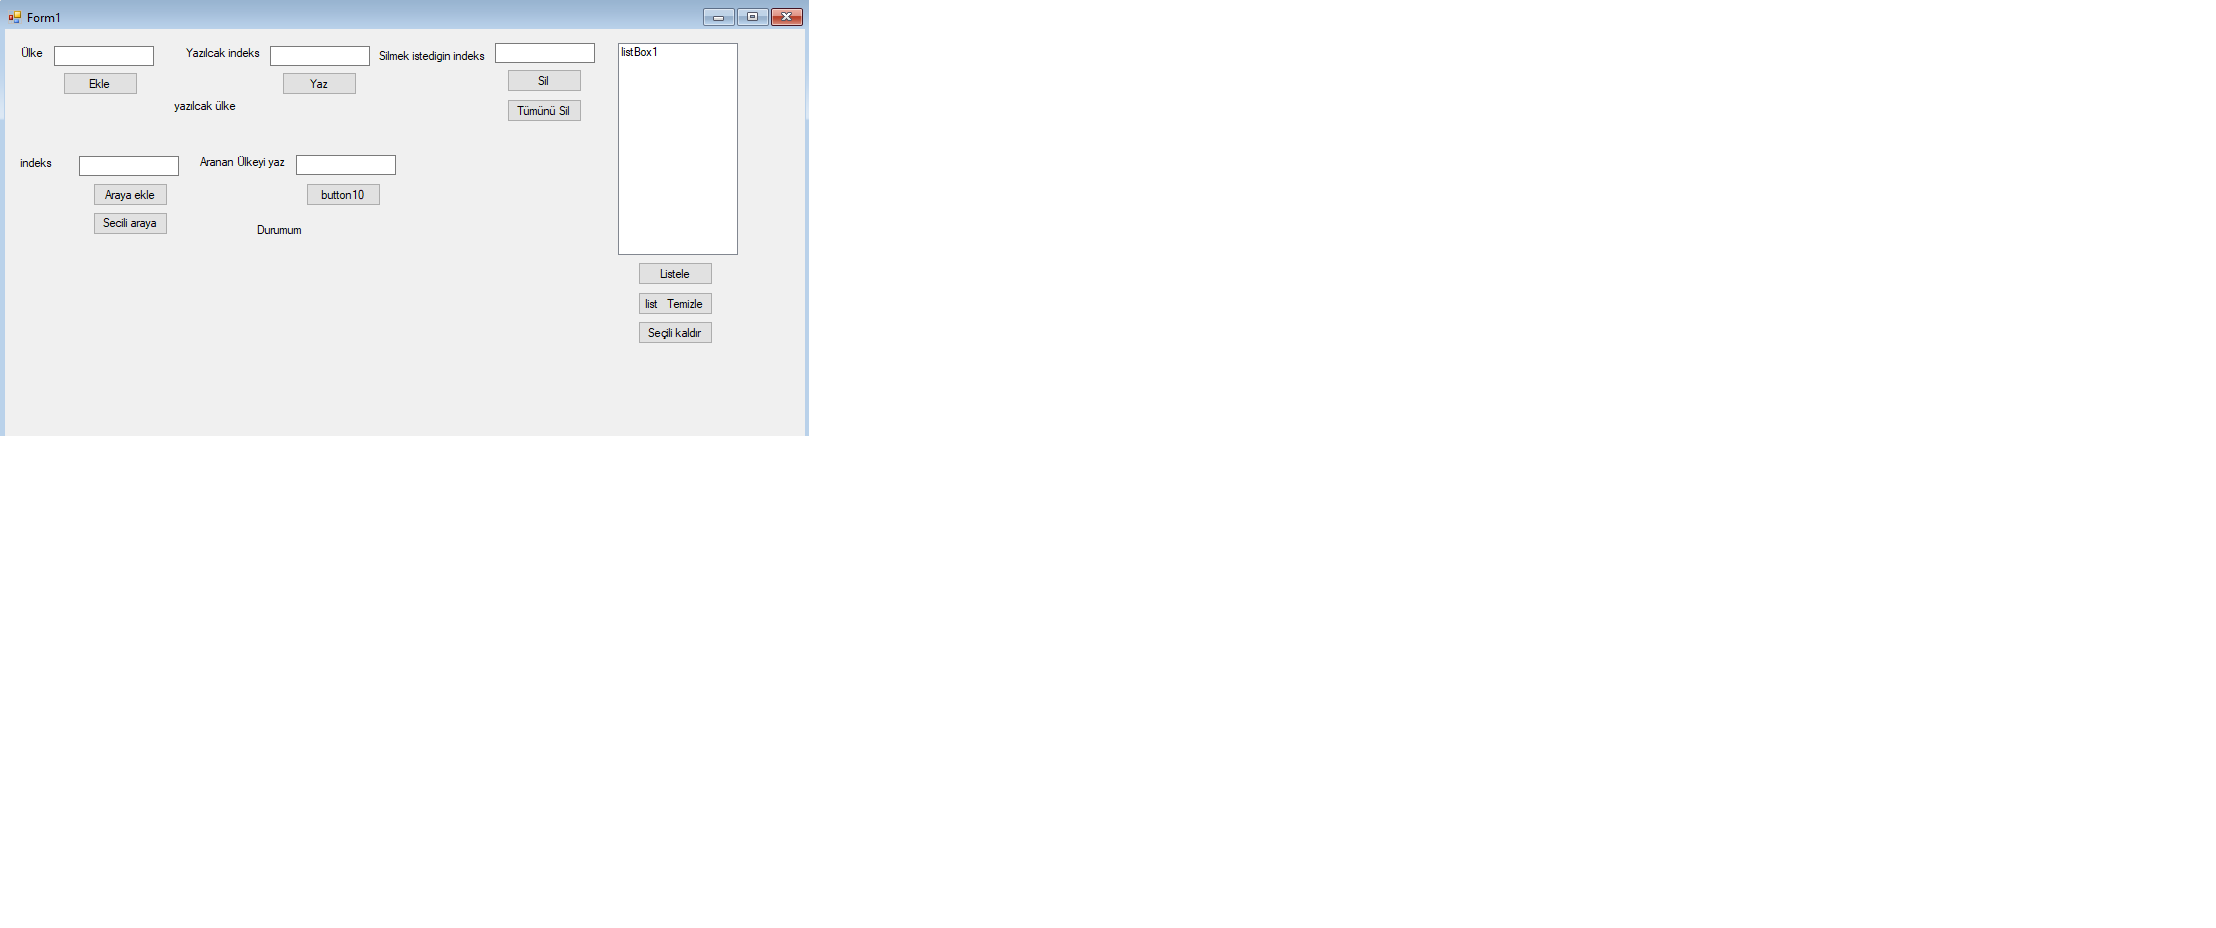 Form1
Ülke
Yazılcak indeks
Silmek istedigin indeks
listBox1
Ekle
Yaz
Sil
yazılcak ülke
Tümünü Sil
indeks
Aranan Ülkeyi yaz
Araya ekle
button10
Secili araya
Durumum
Listele
list Temizle
Seçili kaldır